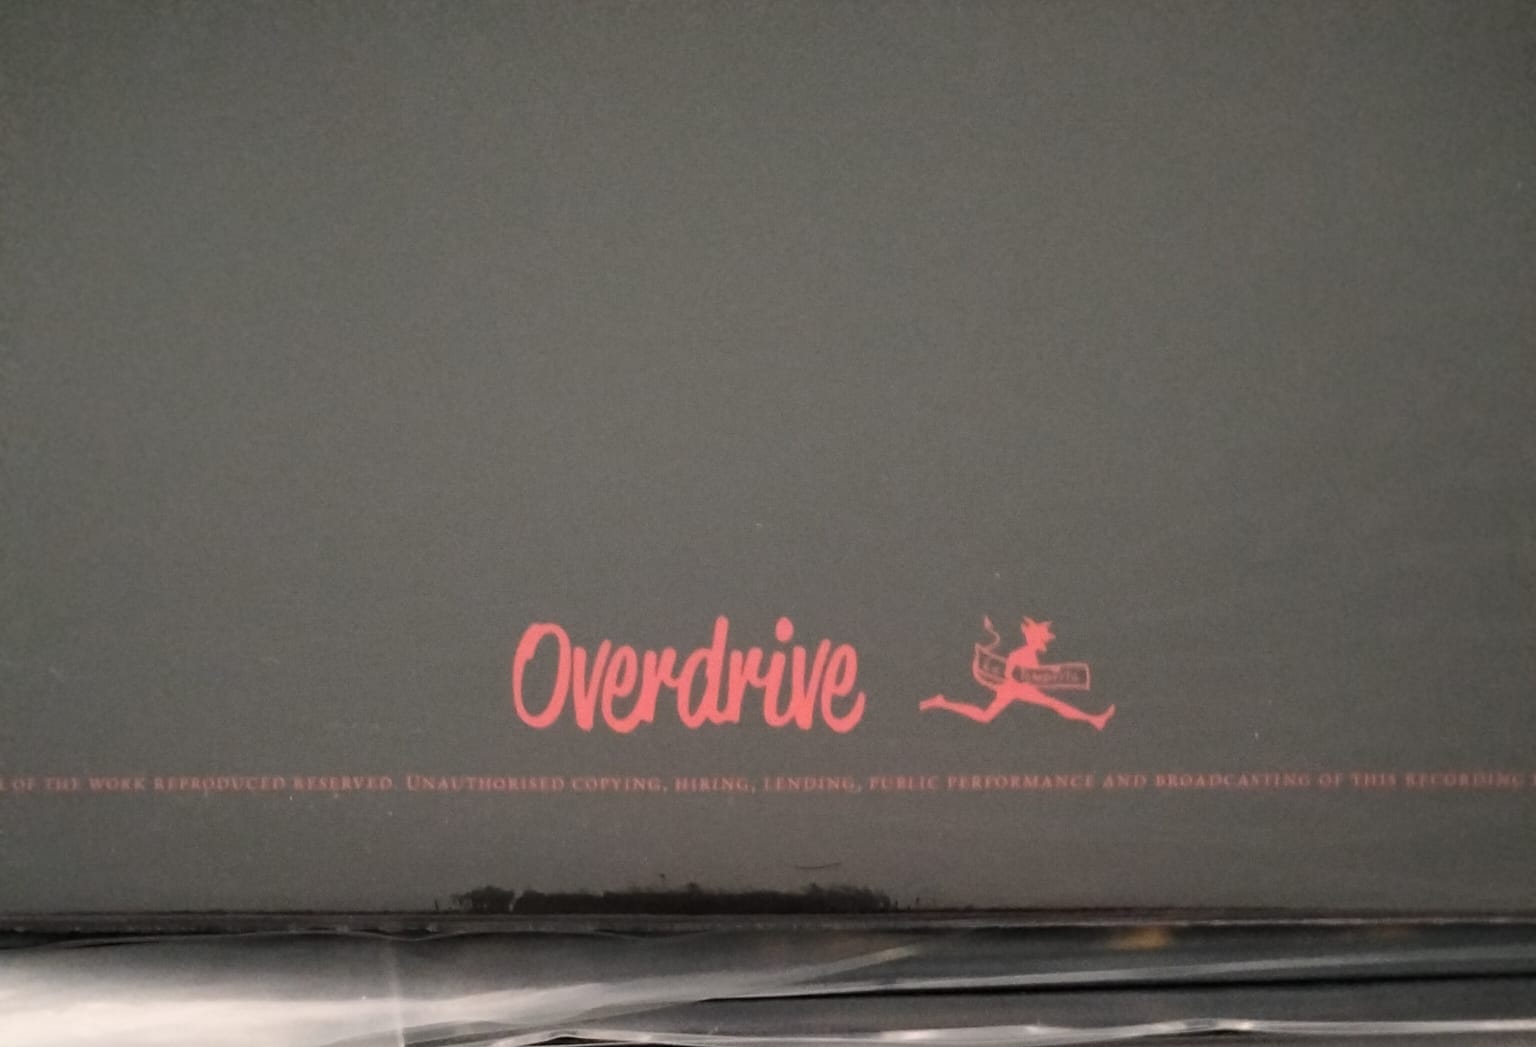 Overdrive
OF THE WORK REPRODUCED RESERVED. UNAUTHORISED COPYING, HIRING, LENDING, PUBLIC PERFORMANCE AND BROADCASTING OF THIS RECORDING